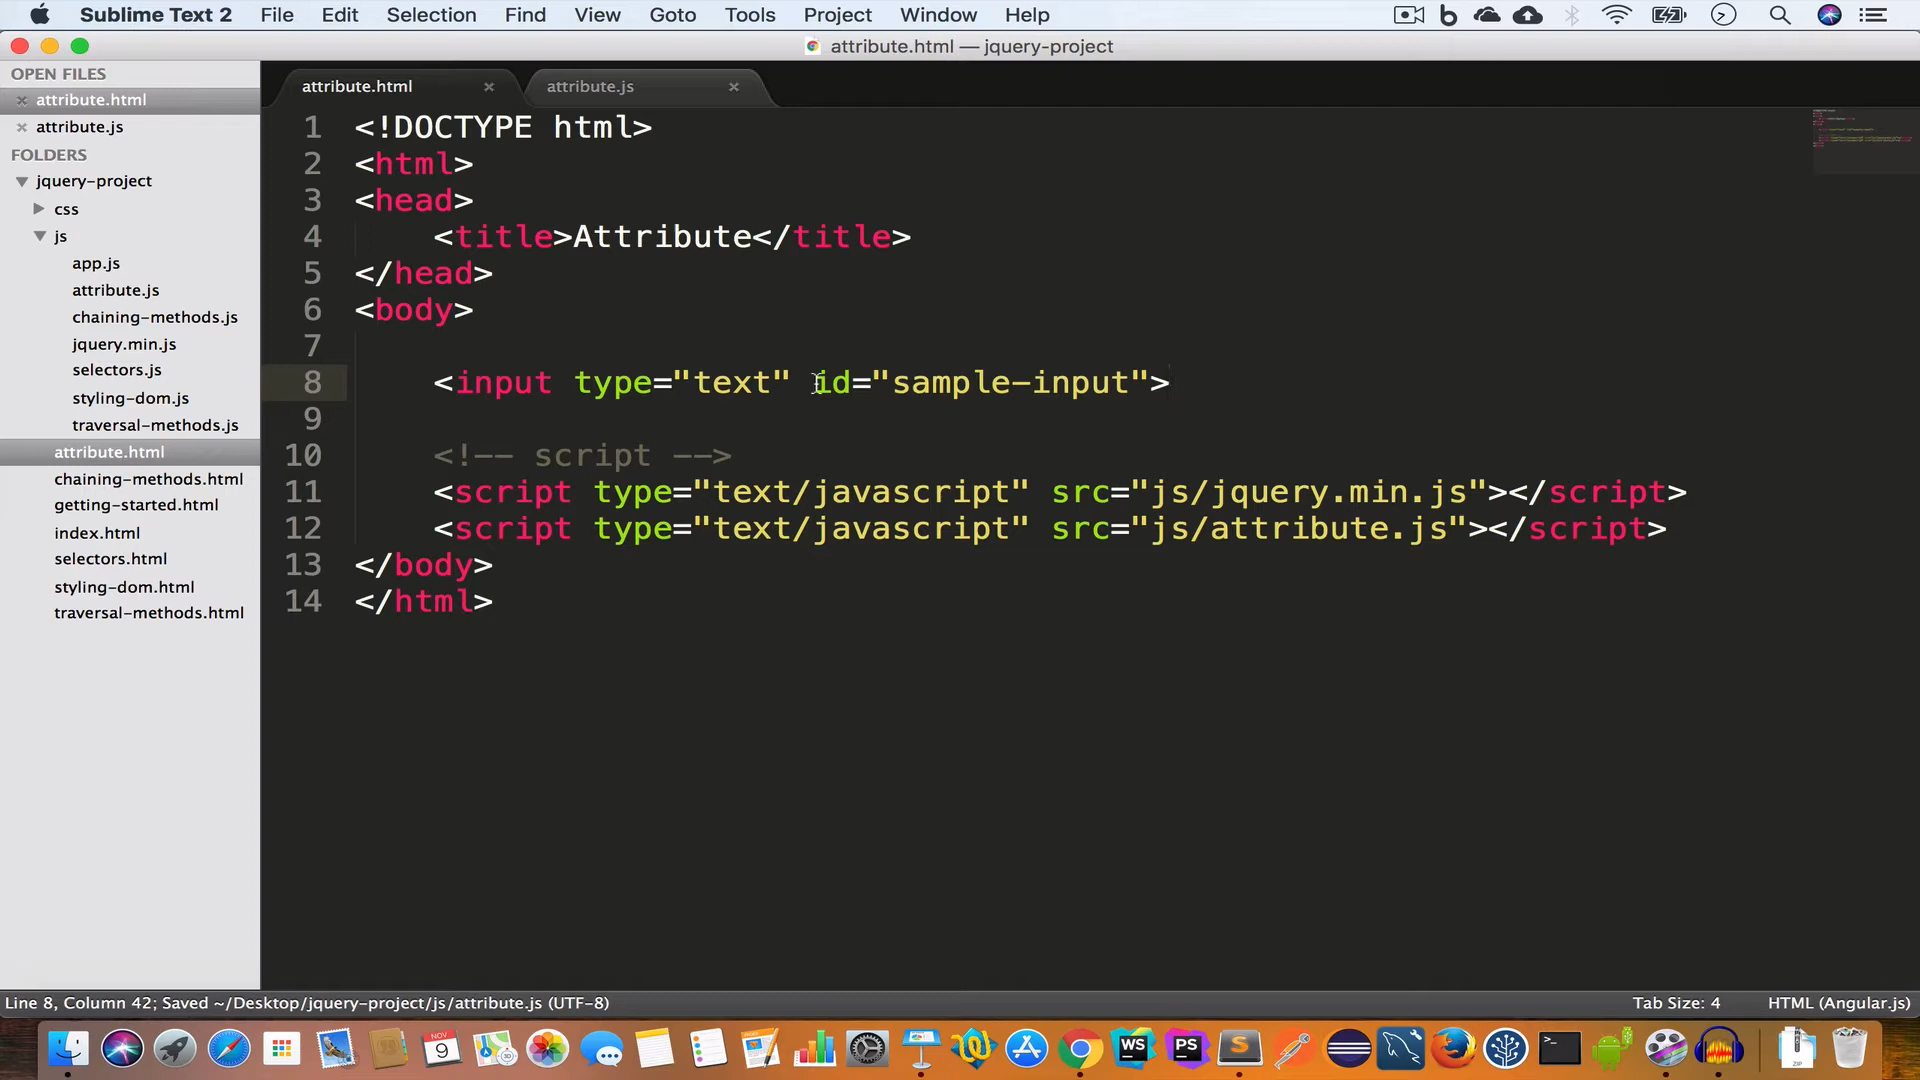 Sublime Text 2 File Edit Selection Find View Goto Tools Project Window Help
attribute.html — jquery-project
OPEN FILES
attribute.html
attribute.js
FOLDERS
jquery-project
css
js
app.js
attribute.js
chaining-methods.js
jquery.min.js
selectors.js
styling-dom.js
traversal-methods.js
attribute.html
chaining-methods.html
getting-started.html
index.html
selectors.html
styling-dom.html
traversal-methods.html
attribute.html attribute.js
1 <!DOCTYPE html>
2 <html>
3 <head>
4 <title>Attribute</title>
5 </head>
6 <body>
7
8 <input type="text" id="sample-input">
9
10 <!-- script -->
11 <script type="text/javascript" src="js/jquery.min.js"></script>
12 <script type="text/javascript" src="js/attribute.js"></script>
13 </body>
14 </html>
Line 8, Column 42; Saved ~/Desktop/jquery-project/js/attribute.js (UTF-8) Tab Size: 4 HTML (Angular.js)
NOV
9
3D
WS
PS
S
>_
ZIP